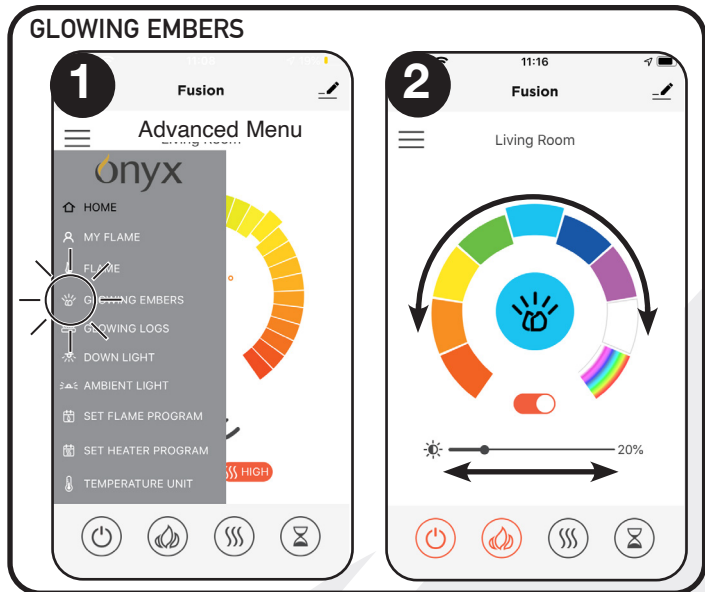 GLOWING EMBERS
1
Fusion
Advanced Menu
onyx
HOME
MY FLAME
FLAME
GLOWING EMBERS
GLOWING LOGS
DOWN LIGHT
AMBIENT LIGHT
SET FLAME PROGRAM
SET HEATER PROGRAM
TEMPERATURE UNIT
HIGH
2
11:16
Fusion
Living Room
20%